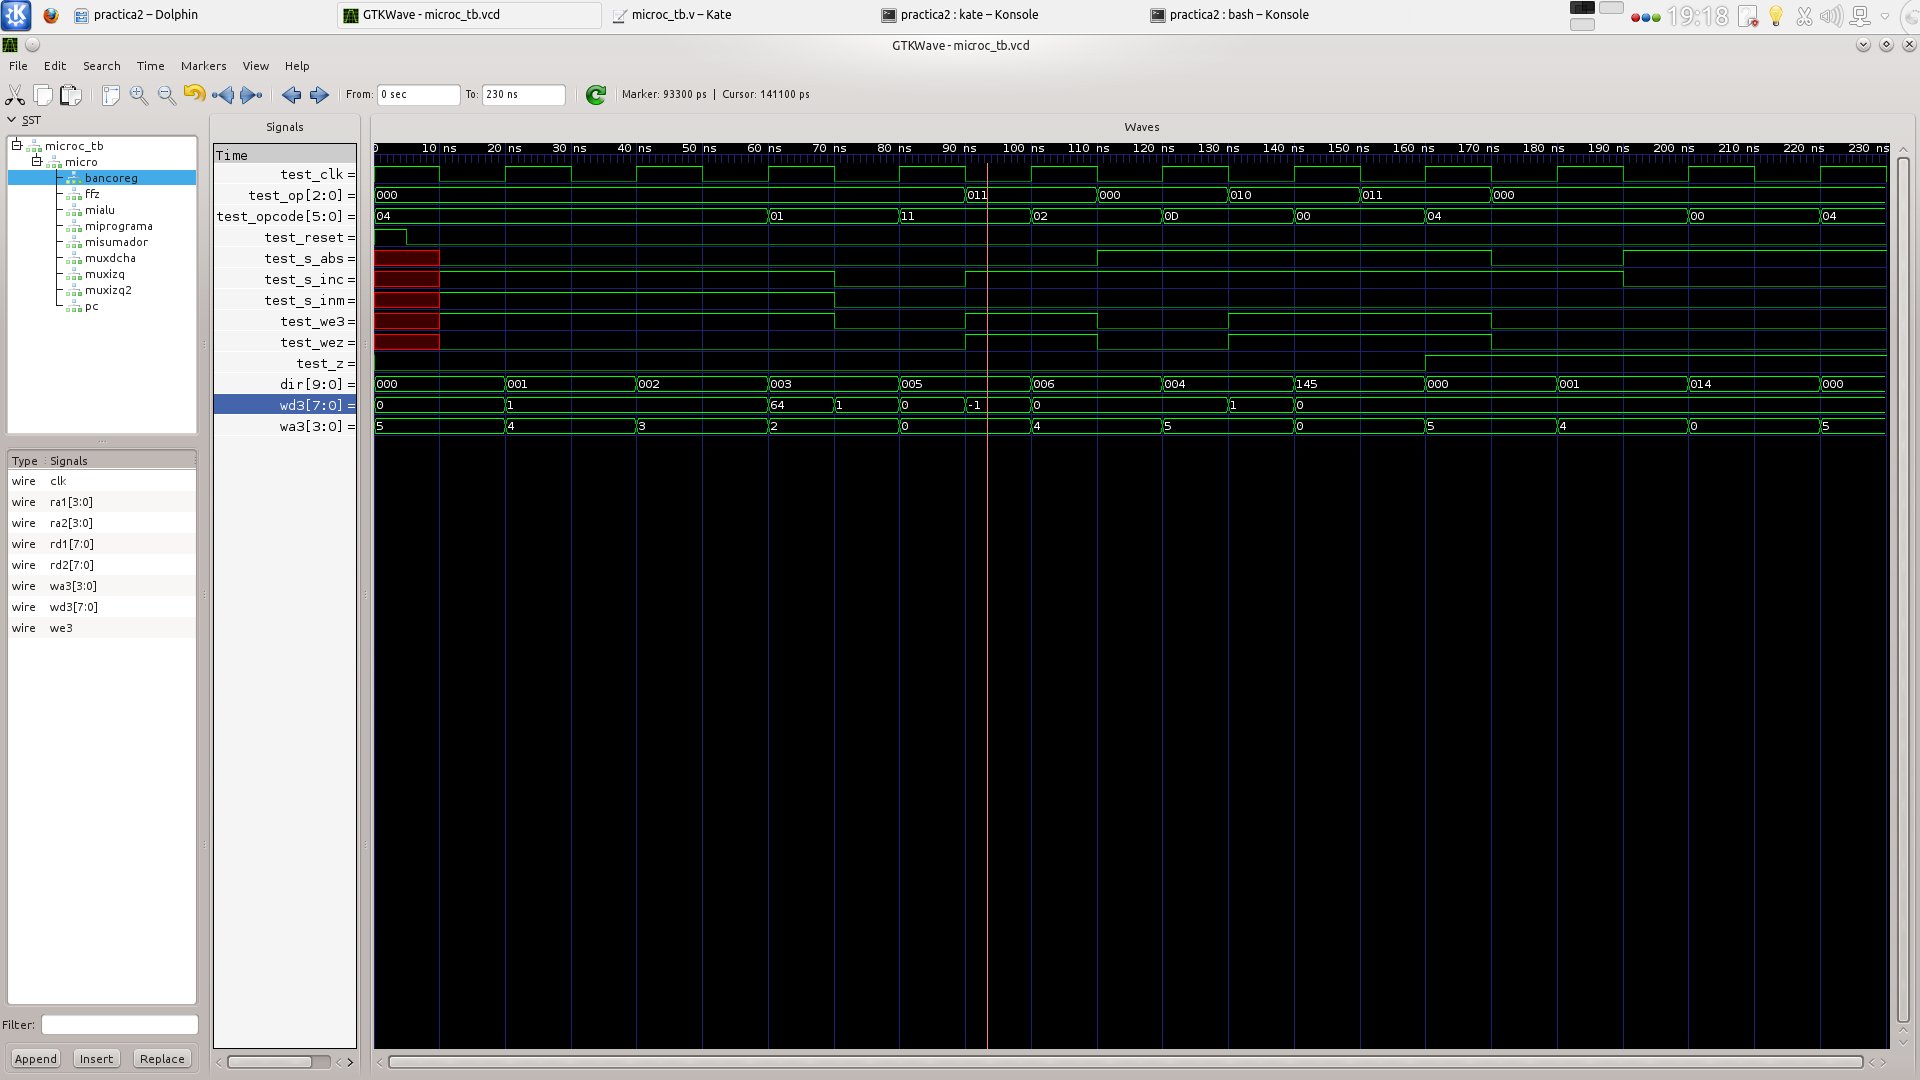 practica2 – Dolphin
GTKWave - microc_tb.vcd
microc_tb.v – Kate
practica2 : kate – Konsole
practica2 : bash – Konsole
19:18
GTKWave - microc_tb.vcd
File Edit Search Time Markers View Help
From: 0 sec To: 230 ns Marker: 93300 ps | Cursor: 141100 ps
SST
microc_tb
micro
bancoreg
ffz
mialu
miprograma
misumador
muxdcha
muxizq
muxizq2
pc
Type Signals
wire clk
wire ra1[3:0]
wire ra2[3:0]
wire rd1[7:0]
wire rd2[7:0]
wire wa3[3:0]
wire wd3[7:0]
wire we3
Filter:
Append Insert Replace
Signals
Time
test_clk =
test_op[2:0] =
test_opcode[5:0] =
test_reset =
test_s_abs =
test_s_inc =
test_s_inm =
test_we3 =
test_wez =
test_z =
dir[9:0] =
wd3[7:0] =
wa3[3:0] =
Waves
0 10 ns 20 ns 30 ns 40 ns 50 ns 60 ns 70 ns 80 ns 90 ns 100 ns 110 ns 120 ns 130 ns 140 ns 150 ns 160 ns 170 ns 180 ns 190 ns 200 ns 210 ns 220 ns 230 ns
000 011 000 010 011 000
04 01 11 02 0D 00 04 00 04
000 001 002 003 005 006 004 145 000 001 014 000
0 1 64 1 0 -1 0 1 0
5 4 3 2 0 4 5 0 5 4 0 5